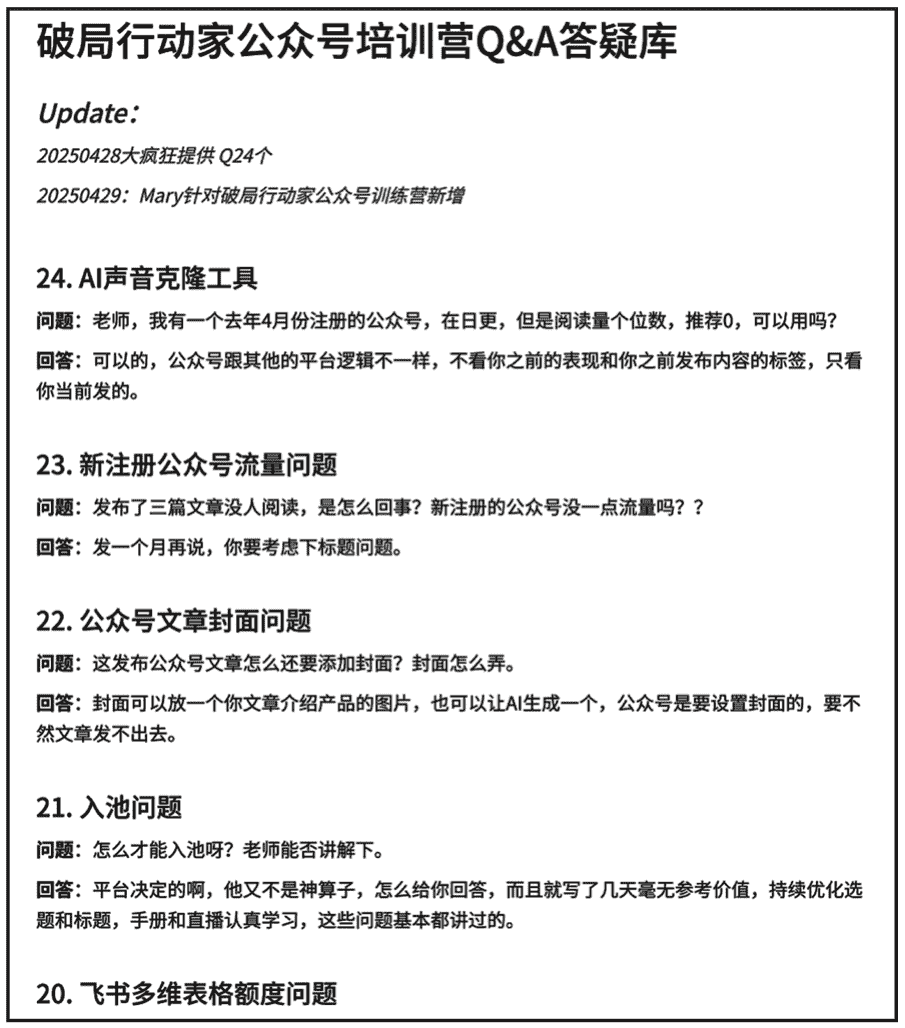 破局行动家公众号培训营Q&A答疑库
Update：
20250428大疯狂提供 Q24个
20250429：Mary针对破局行动家公众号训练营新增
24. AI声音克隆工具
问题：老师，我有一个去年4月份注册的公众号，在日更，但是阅读量个位数，推荐0，可以用吗？
回答：可以的，公众号跟其他的平台逻辑不一样，不看你之前的表现和你之前发布内容的标签，只看
你当前发的。
23. 新注册公众号流量问题
问题：发布了三篇文章没人阅读，是怎么回事？新注册的公众号没一点流量吗？？
回答：发一个月再说，你要考虑下标题问题。
22. 公众号文章封面问题
问题：这发布公众号文章怎么还要添加封面？封面怎么弄。
回答：封面可以放一个你文章介绍产品的图片，也可以让AI生成一个，公众号是要设置封面的，要不
然文章发不出去。
21. 入池问题
问题：怎么才能入池呀？老师能否讲解下。
回答：平台决定的啊，他又不是神算子，怎么给你回答，而且就写了几天毫无参考价值，持续优化选
题和标题，手册和直播认真学习，这些问题基本都讲过的。
20. 飞书多维表格额度问题